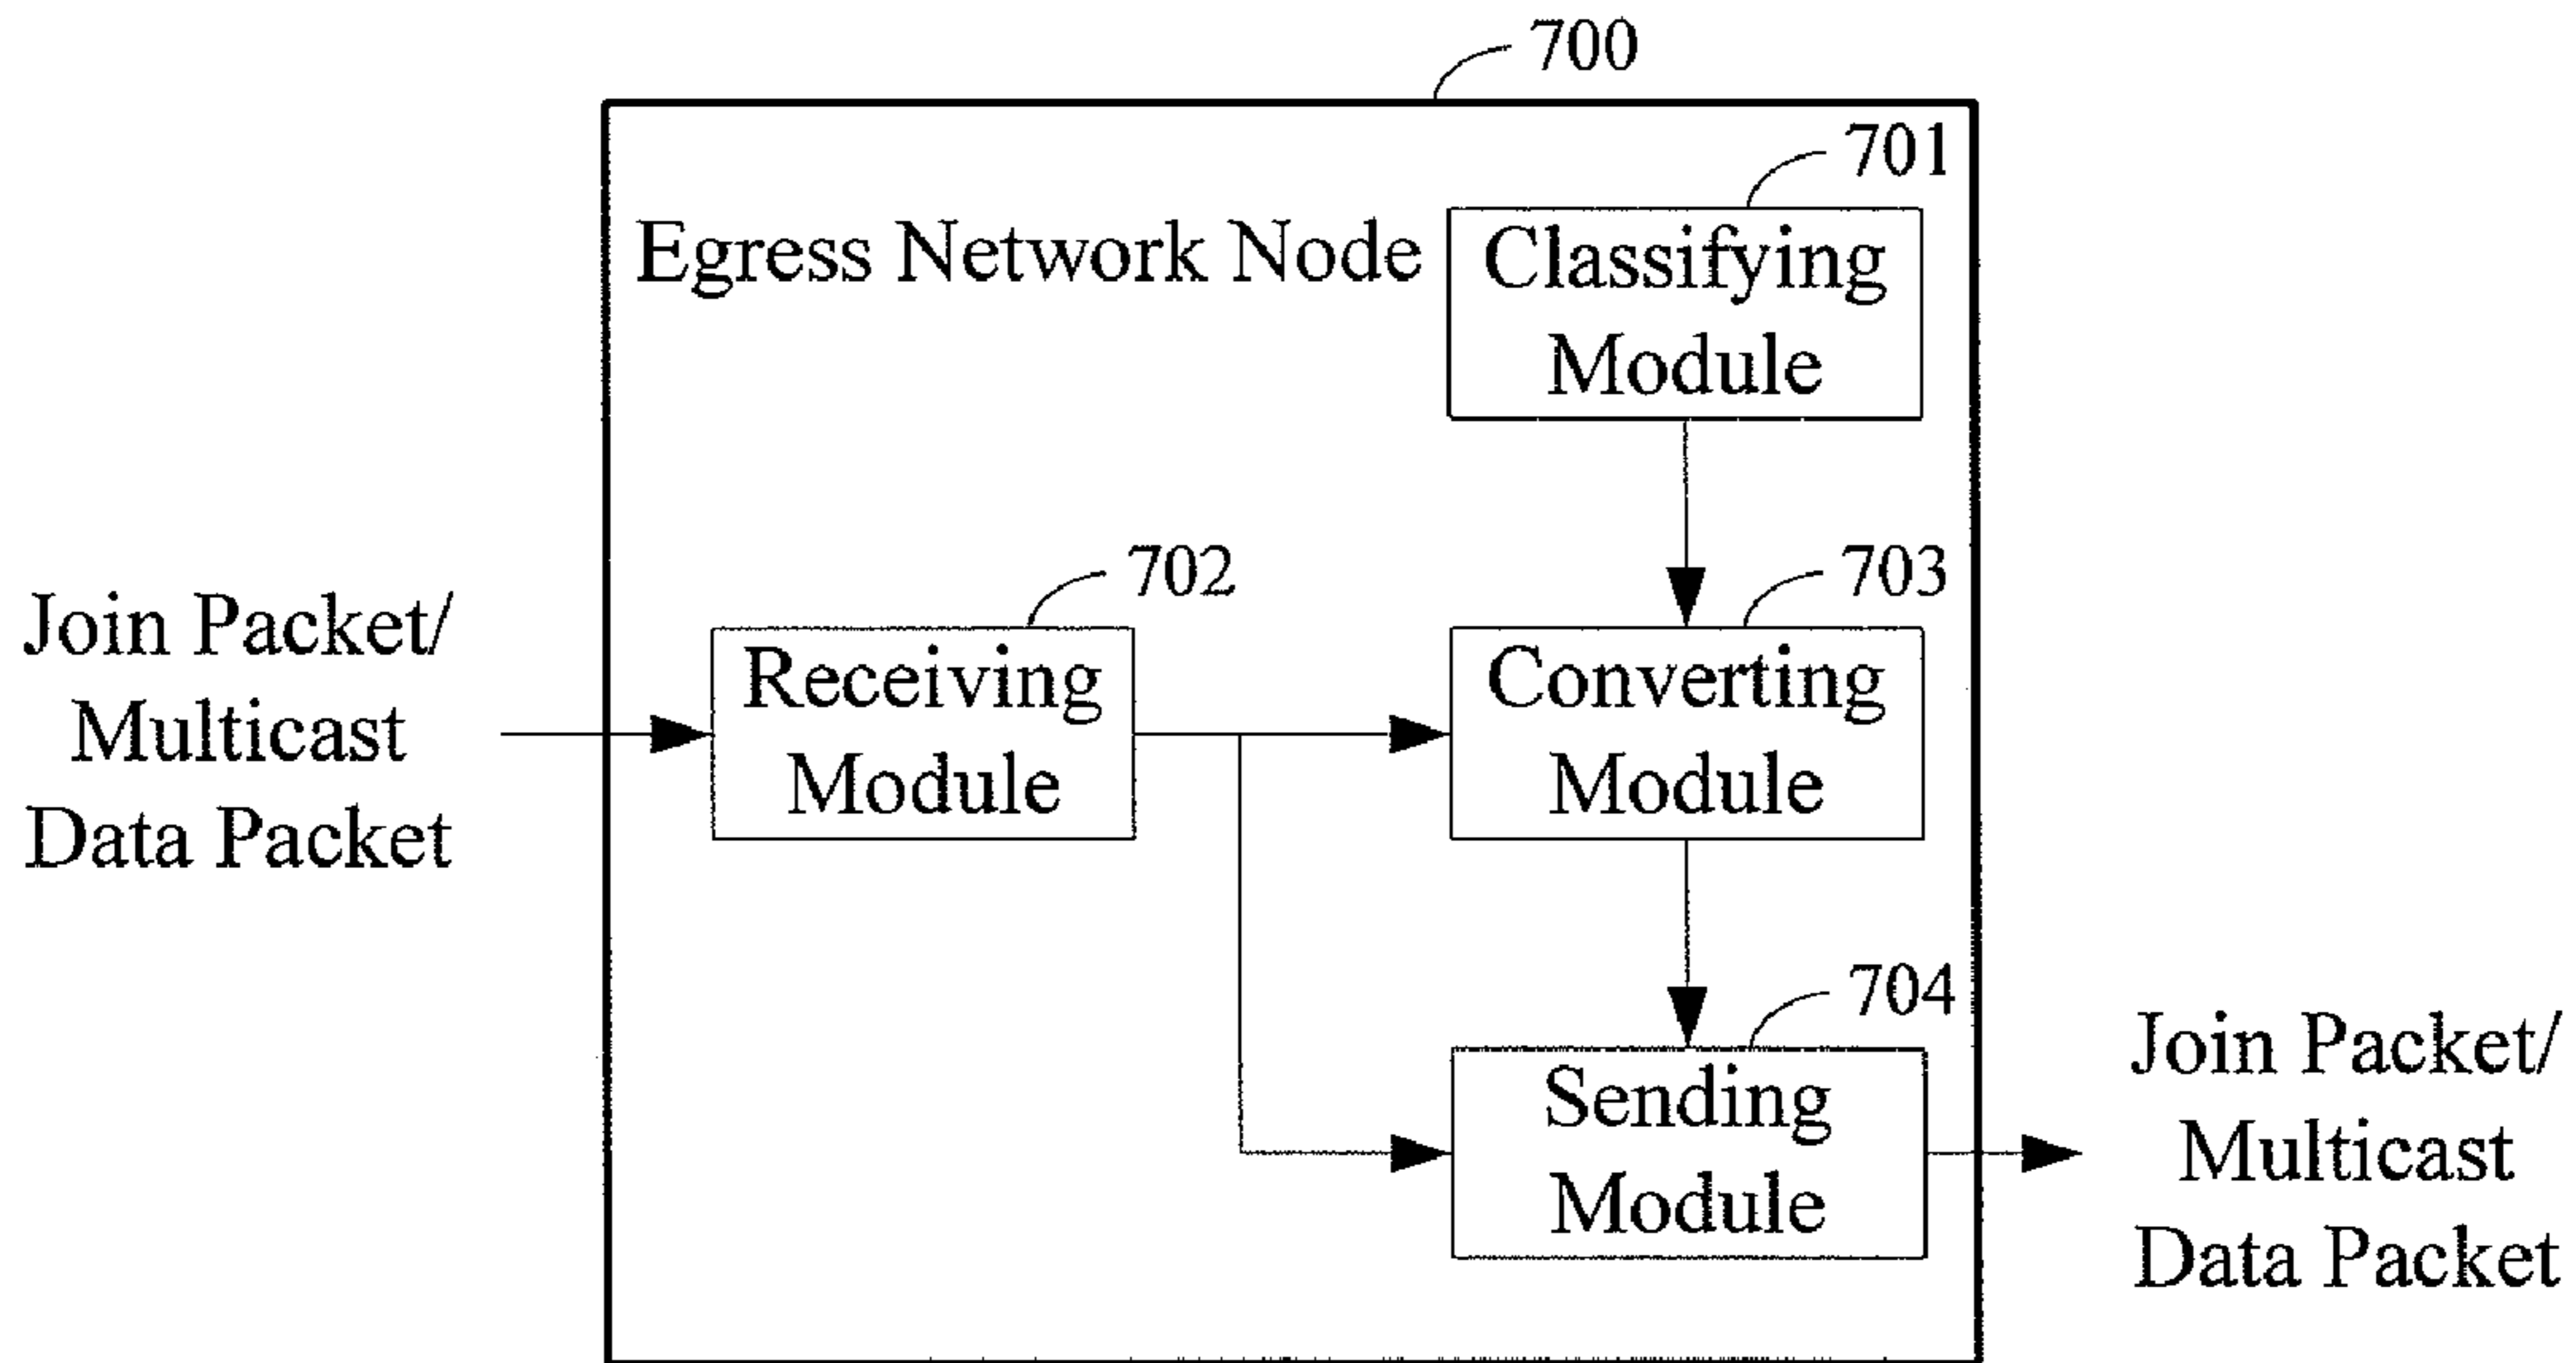 700
701
Egress Network Node
Classifying
Module
702
703
Join Packet/
Multicast
Data Packet
Receiving
Module
Converting
Module
704
Sending
Module
Join Packet/
Multicast
Data Packet